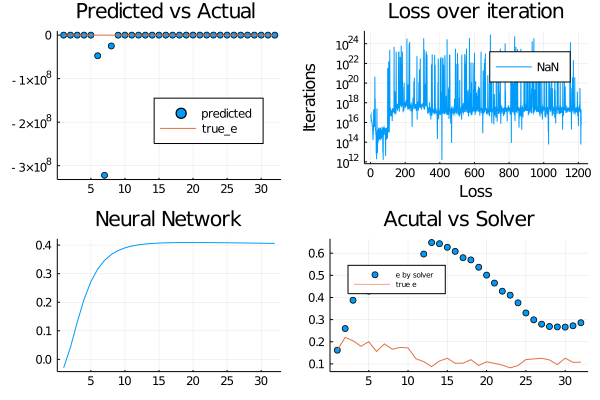 Predicted vs Actual
0
- 1×10⁸
- 2×10⁸
- 3×10⁸
predicted
true_e
5 10 15 20 25 30
Loss over iteration
Iterations
10²⁴
10²²
10²⁰
10¹⁸
10¹⁶
10¹⁴
10¹²
NaN
0 200 400 600 800 1000 1200
Loss
Neural Network
0.4
0.3
0.2
0.1
0.0
5 10 15 20 25 30
Acutal vs Solver
0.6
0.5
0.4
0.3
0.2
0.1
e by solver
true e
5 10 15 20 25 30